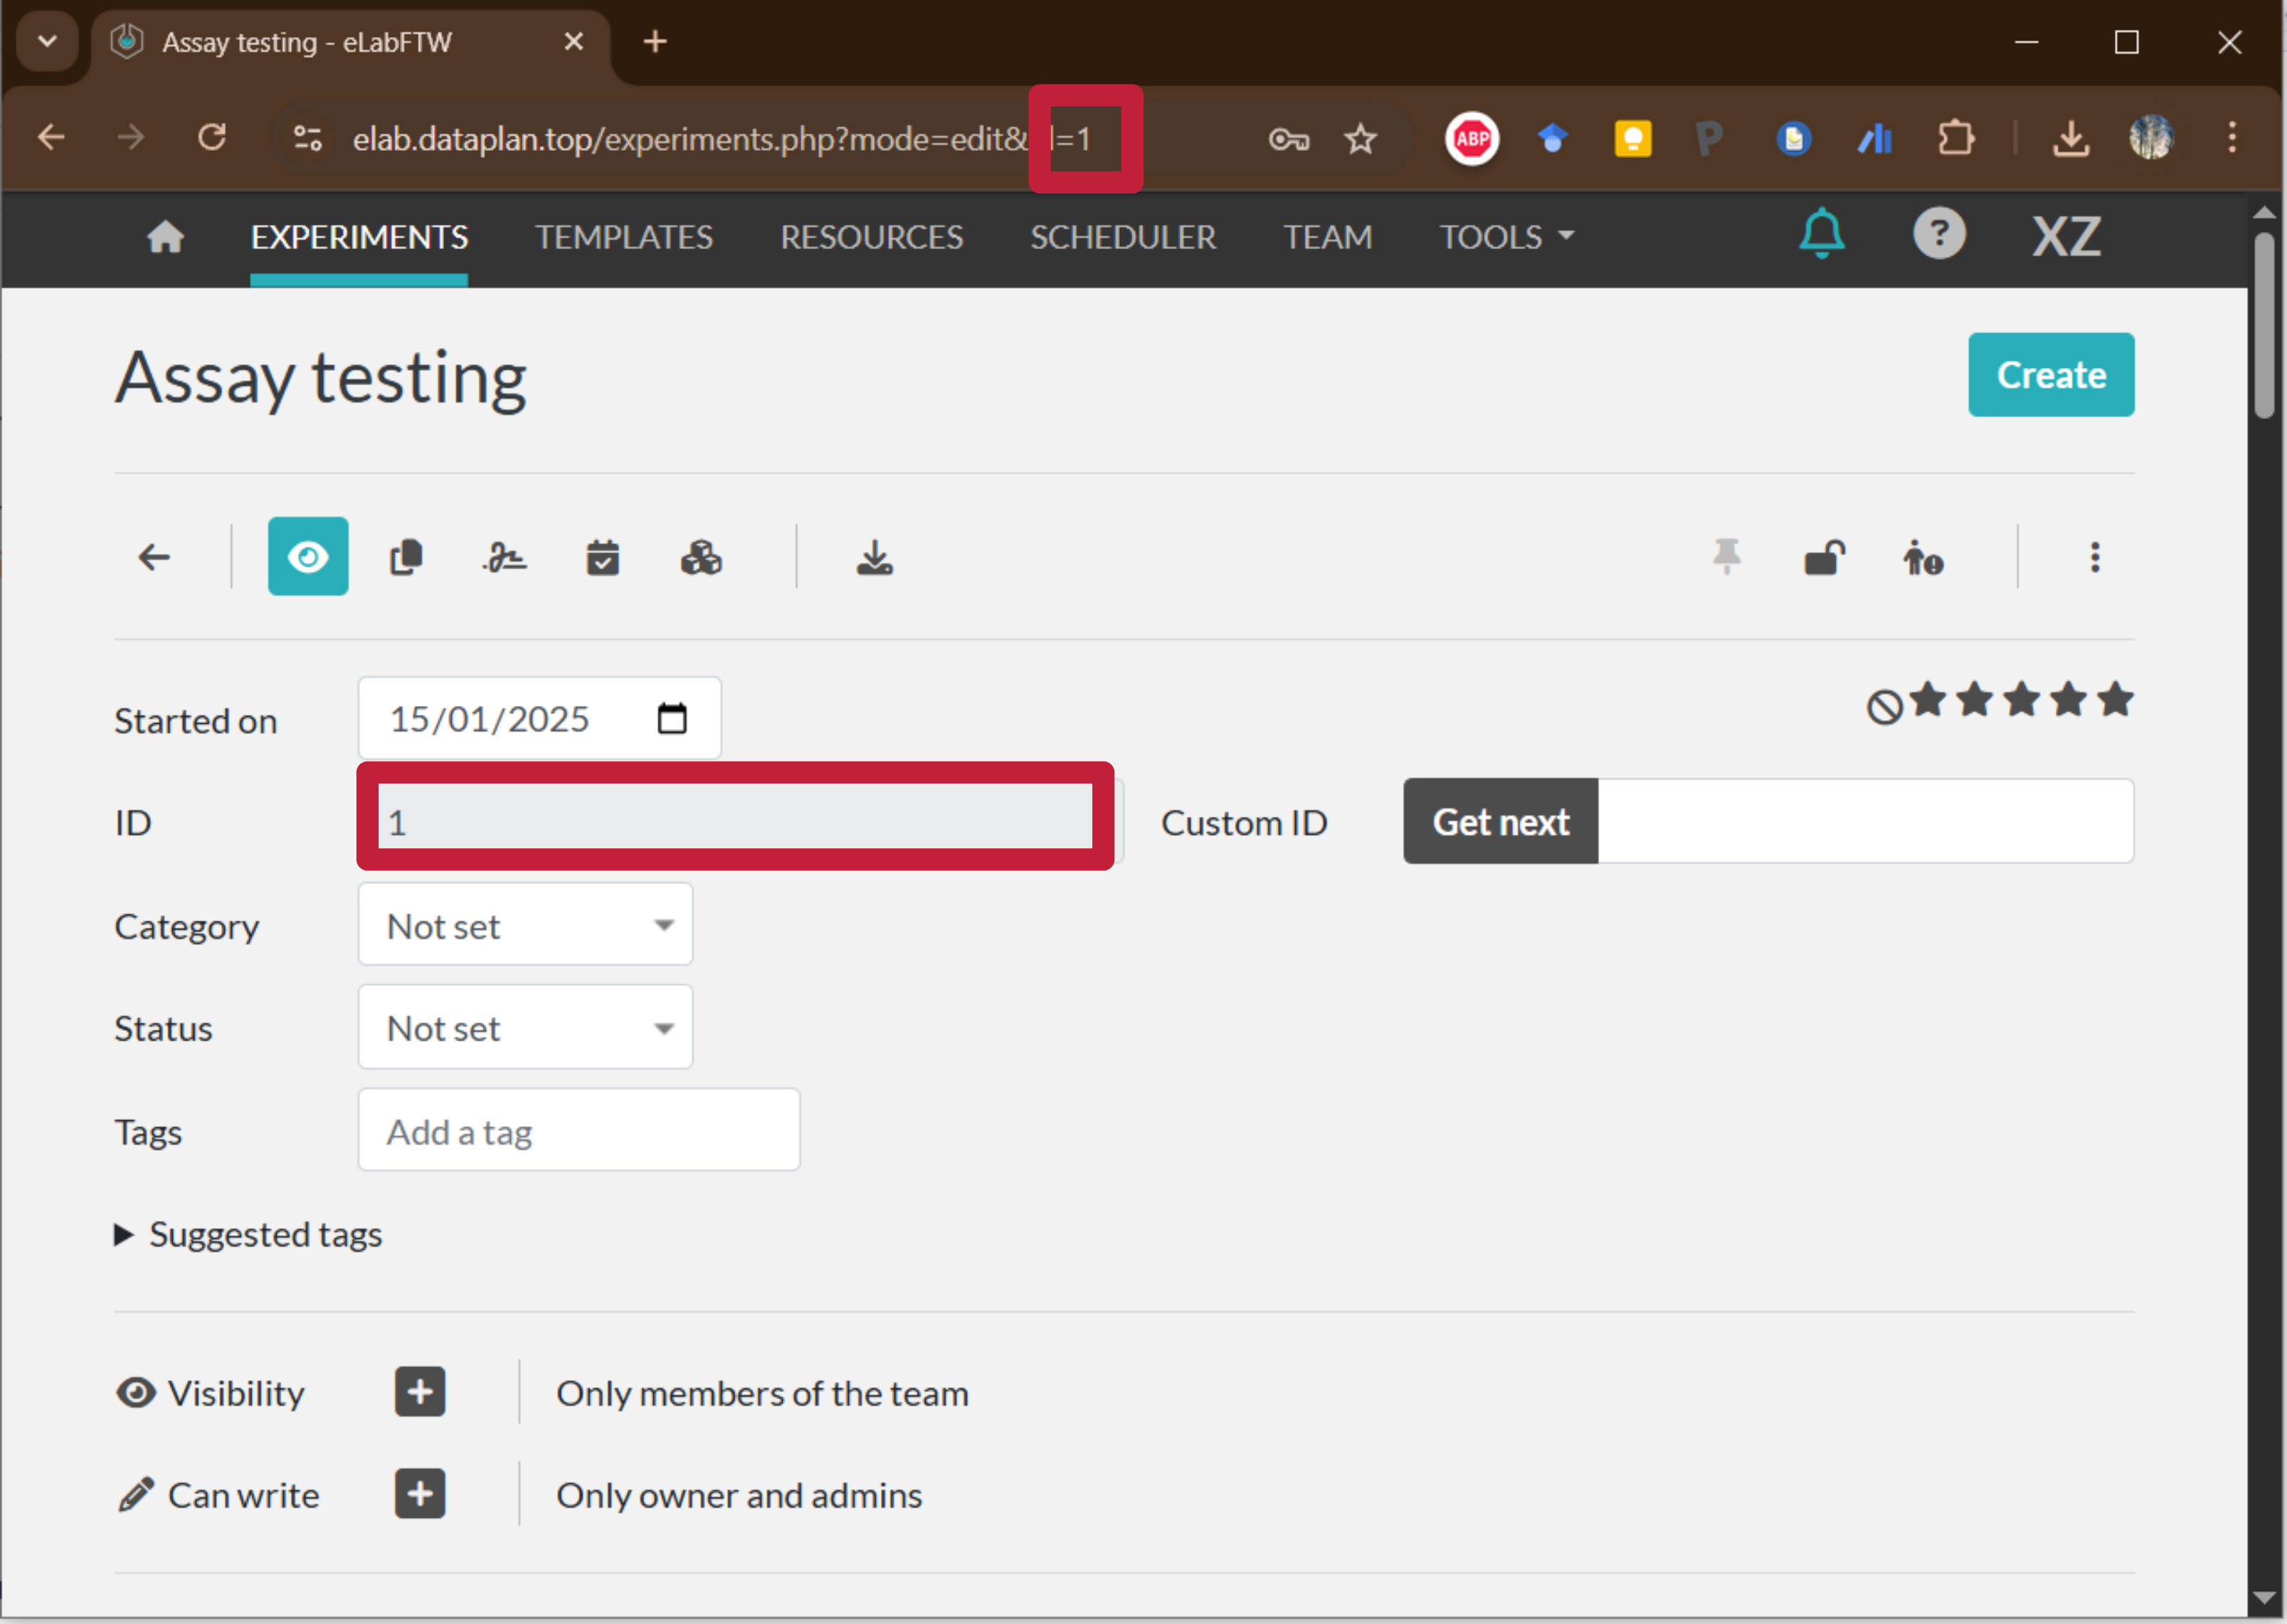 Assay testing - eLabFTW
elab.dataplan.top/experiments.php?mode=edit& =1
ABP
EXPERIMENTS TEMPLATES RESOURCES SCHEDULER TEAM TOOLS ? XZ
Assay testing
Create
Started on 15/01/2025
ID 1 Custom ID Get next
Category Not set
Status Not set
Tags Add a tag
Suggested tags
Visibility Only members of the team
Can write Only owner and admins